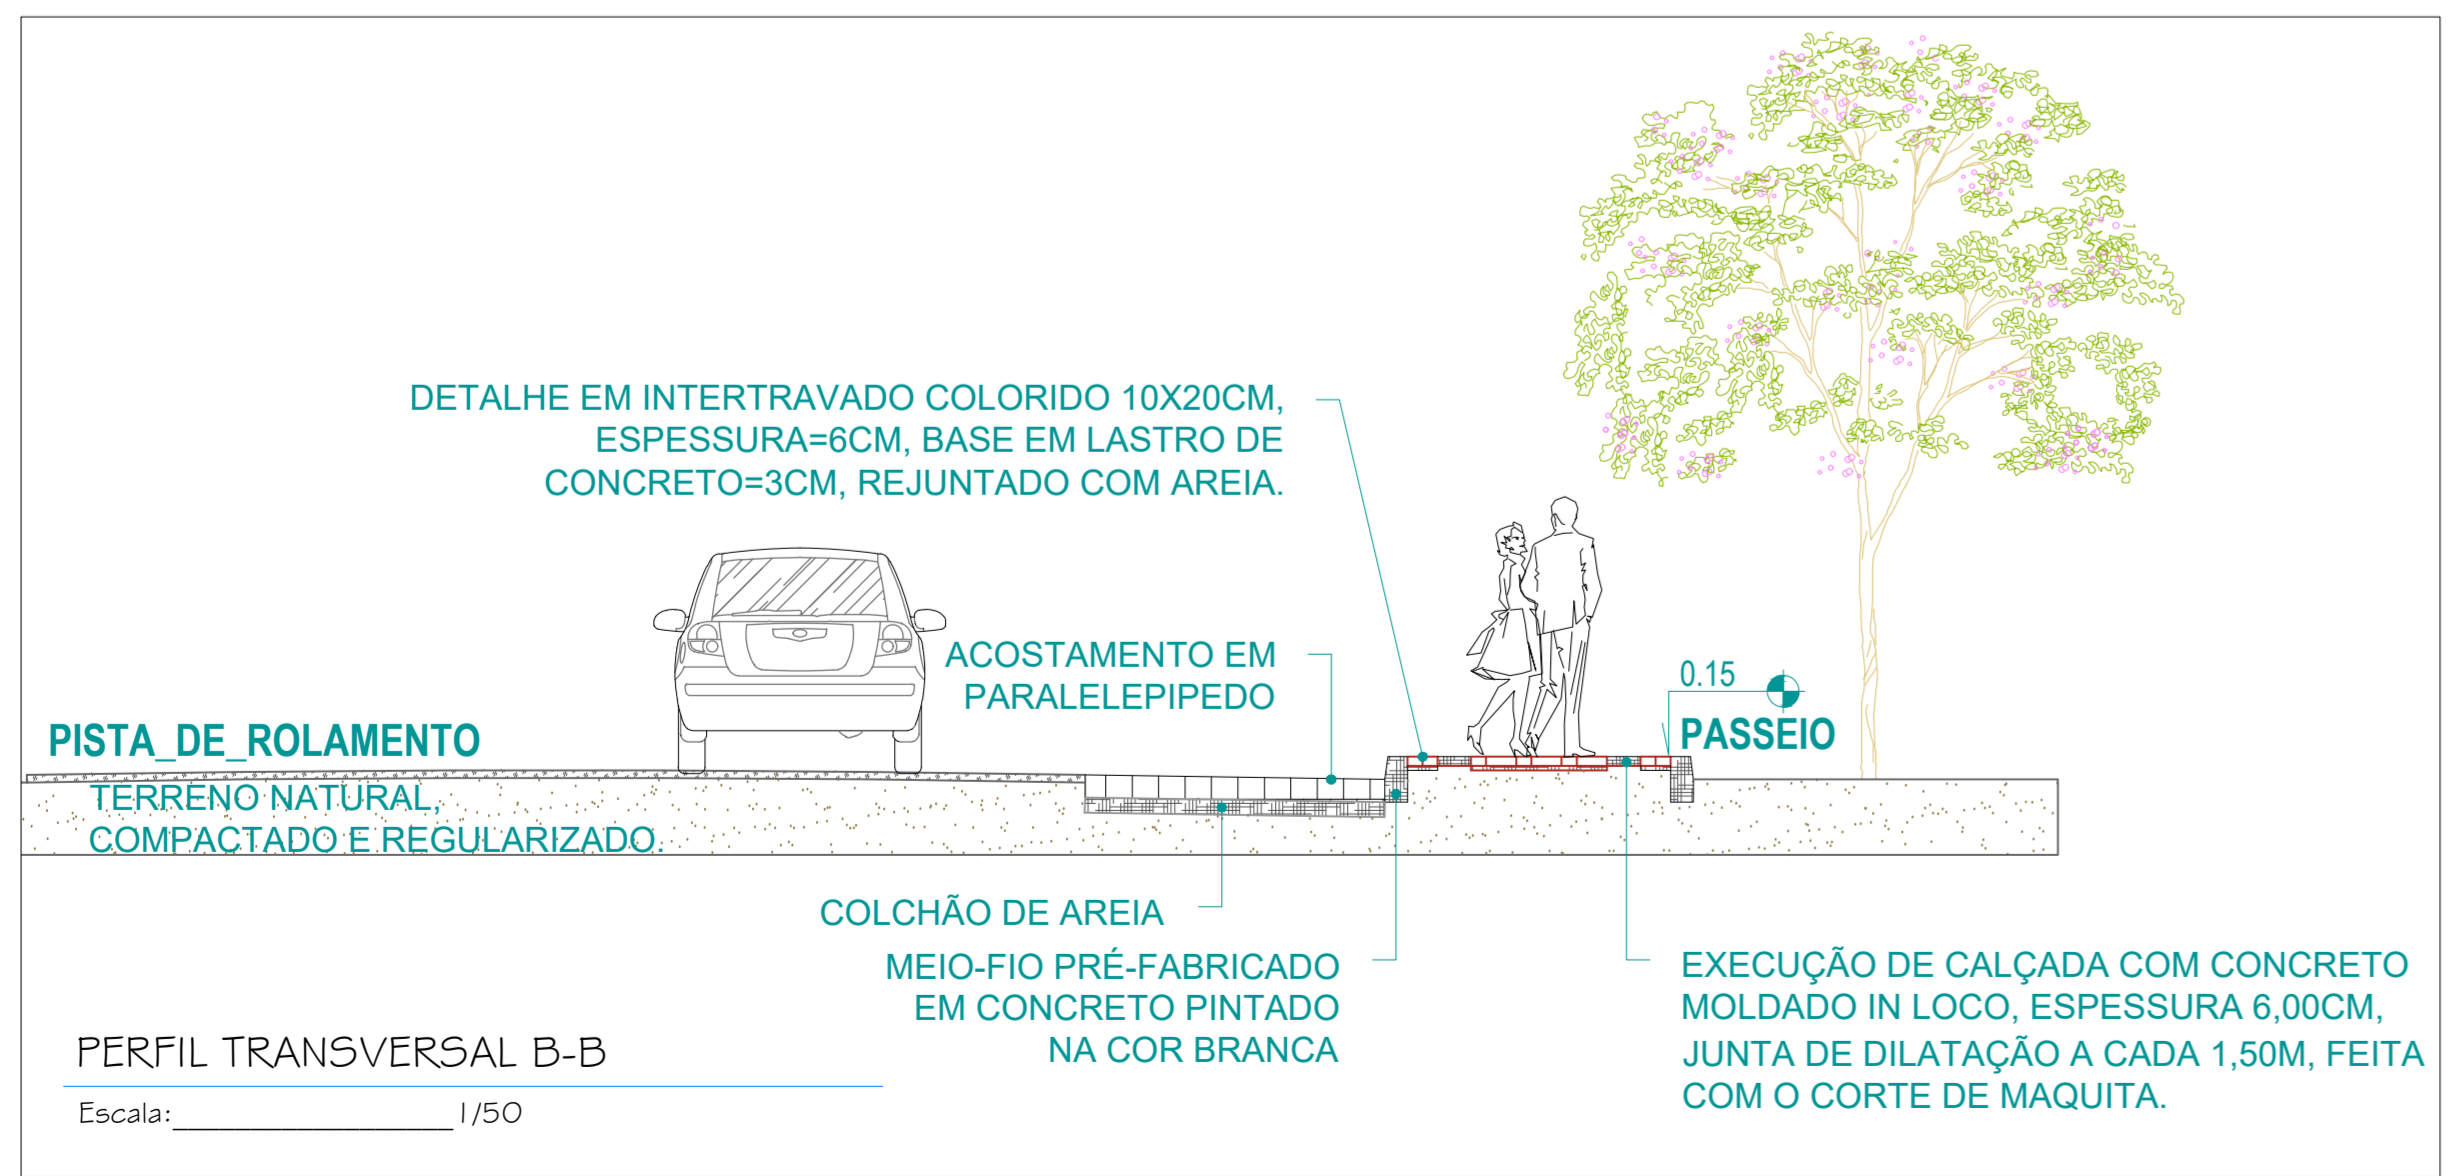 DETALHE EM INTERTRAVADO COLORIDO 10X20CM,
ESPESSURA=6CM, BASE EM LASTRO DE
CONCRETO=3CM, REJUNTADO COM AREIA.
ACOSTAMENTO EM
PARALELEPIPEDO
0.15
PASSEIO
PISTA_DE_ROLAMENTO
TERRENO NATURAL,
COMPACTADO E REGULARIZADO.
COLCHÃO DE AREIA
MEIO-FIO PRÉ-FABRICADO
EM CONCRETO PINTADO
NA COR BRANCA
EXECUÇÃO DE CALÇADA COM CONCRETO
MOLDADO IN LOCO, ESPESSURA 6,00CM,
JUNTA DE DILATAÇÃO A CADA 1,50M, FEITA
COM O CORTE DE MAQUITA.
PERFIL TRANSVERSAL B-B
Escala:__________________1/50